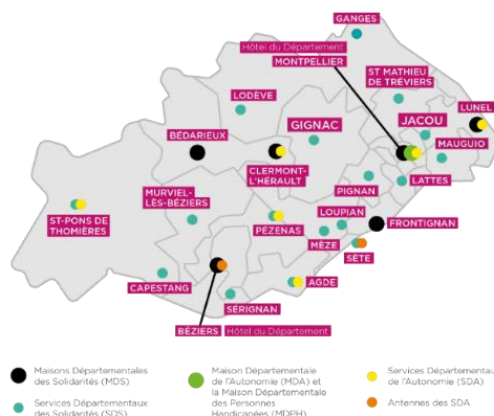 GANGES
Hôtel du Département
MONTPELLIER
ST MATHIEU
DE TRÉVIERS
LODÈVE
LUNEL
GIGNAC
JACOU
BÉDARIEUX
MAUGUIO
CLERMONT-
L'HÉRAULT
LATTES
PIGNAN
MURVIEL-
LÈS-BÉZIERS
ST-PONS DE
THOMIÈRES
LOUPIAN
FRONTIGNAN
PÉZENAS
MÈZE
SÈTE
CAPESTANG
AGDE
SÉRIGNAN
BÉZIERS Hôtel du Département
Maisons Départementales
des Solidarités (MDS)
Services Départementaux
des Solidarités (SDS)
Maison Départementale
de l'Autonomie (MDA) et
la Maison Départementale
des Personnes
Handicapées (MDPH)
Services Départementau
de l'Autonomie (SDA)
Antennes des SDA